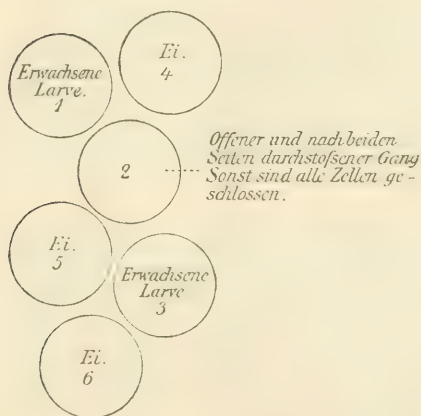 Ei.
4
Erwachsene
Larve.
1
2
Offener und nach beiden
Seiten durchstoſsener Gang
Sonst sind alle Zellen ge-
schlossen.
Ei.
5
Erwachsene
Larve
3
Ei.
6